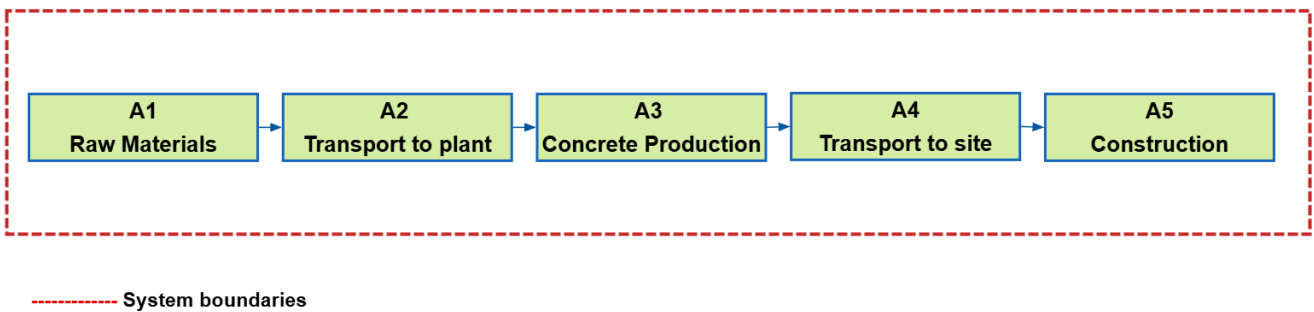 A1
Raw Materials
A2
Transport to plant
A3
Concrete Production
A4
Transport to site
A5
Construction
System boundaries